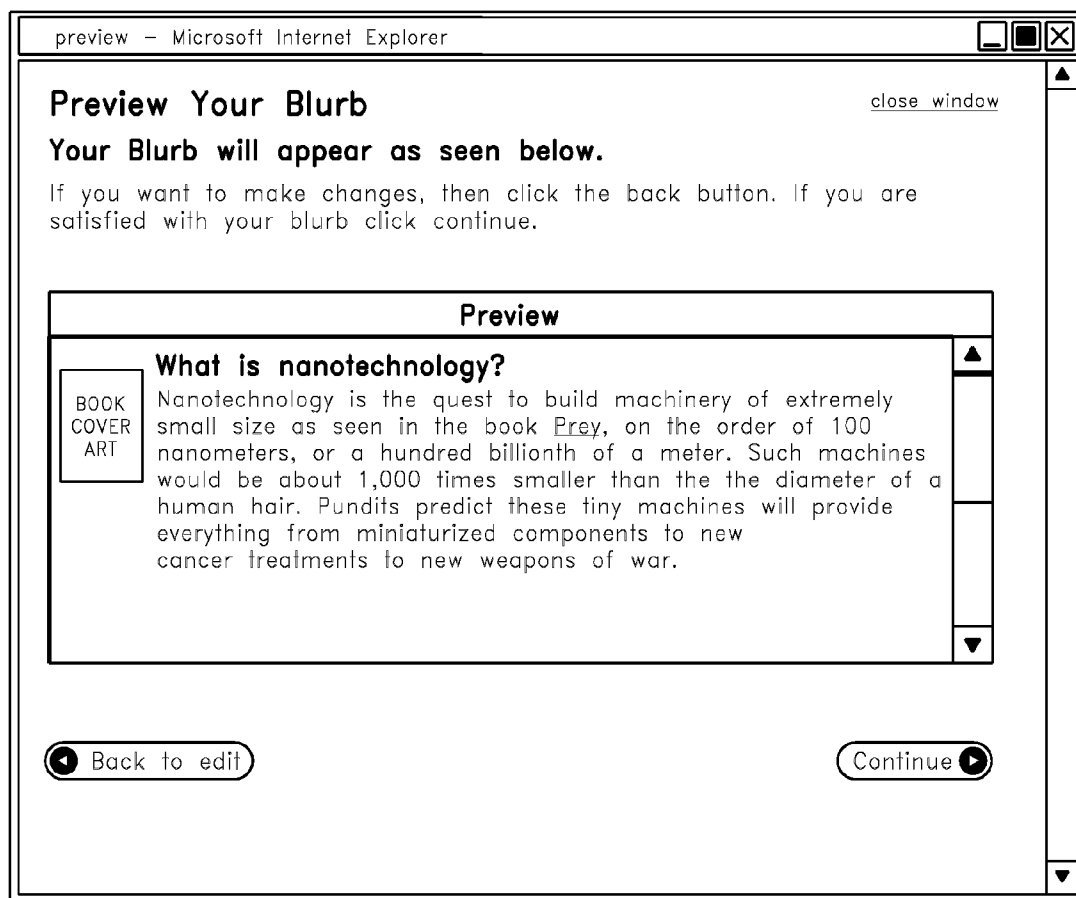 preview – Microsoft Internet Explorer
Preview Your Blurb
close window
Your Blurb will appear as seen below.
If you want to make changes, then click the back button. If you are
satisfied with your blurb click continue.
Preview
BOOK
COVER
ART
What is nanotechnology?
Nanotechnology is the quest to build machinery of extremely
small size as seen in the book Prey, on the order of 100
nanometers, or a hundred billionth of a meter. Such machines
would be about 1,000 times smaller than the the diameter of a
human hair. Pundits predict these tiny machines will provide
everything from miniaturized components to new
cancer treatments to new weapons of war.
Back to edit
Continue